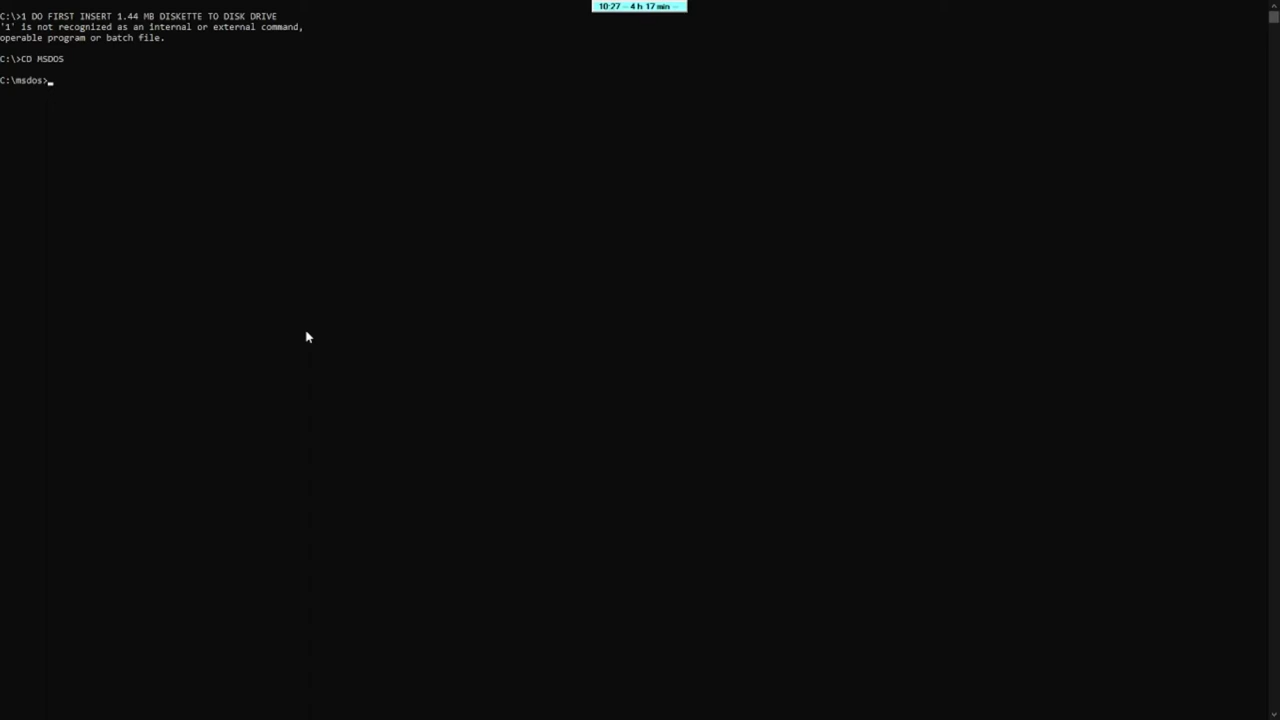 10:27 – 4 h 17 min –
C:\>1 DO FIRST INSERT 1.44 MB DISKETTE TO DISK DRIVE
'1' is not recognized as an internal or external command,
operable program or batch file.
C:\>CD MSDOS
C:\msdos>